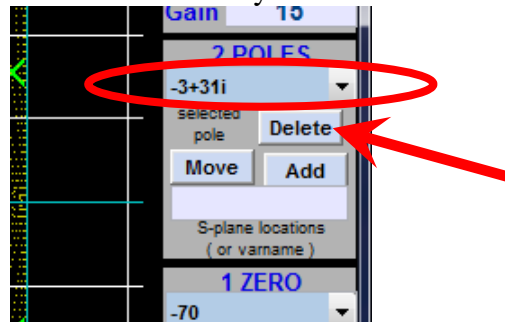 Gain 15
2 POLES
-3+31i
selected
pole
Delete
Move Add
S-plane locations
( or varname )
1 ZERO
-70